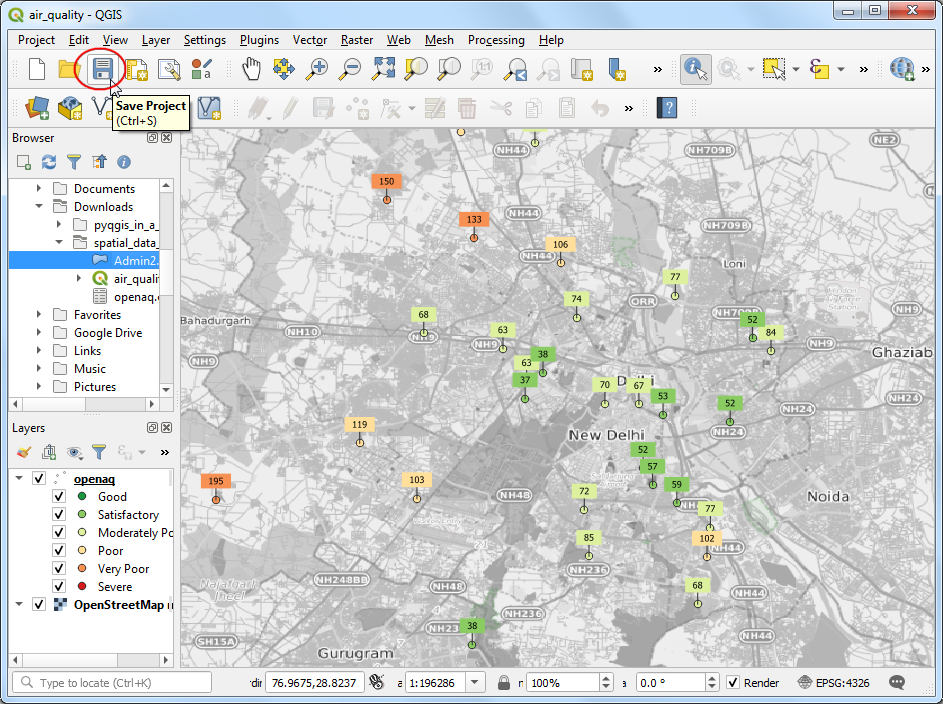 air_quality - QGIS
Project Edit View Layer Settings Plugins Vector Raster Web Mesh Processing Help
Save Project
(Ctrl+S)
Browser
Documents
Downloads
pyqgis_in_a_
spatial_data_
Admin2.
air_quali
openaq.
Favorites
Google Drive
Links
Music
Pictures
Layers
openaq
Good
Satisfactory
Moderately Po
Poor
Very Poor
Severe
OpenStreetMap
NH44
NH709B
NE2
150
133
NH44
NH709B
106
NH44
Loni
77
ORR
74
NH709B
NH9
68
52
Bahadurgarh
NH10
NH9
63
NH9
84
NH9
38
Ghaziab
NH9
63
37
70
Delhi
67
53
52
NH24
NH24
119
New Delhi
NH24
52
57
195
103
NH48
72
59
Noida
77
85
102
NH44
NH236
NH248BB
NH48
68
NH44
Najafgarh
Jheel
NH236
38
SH15A
NH44
Gurugram
Type to locate (Ctrl+K)
76.9675,28.8237
1:196286
100%
0.0 °
Render
EPSG:4326